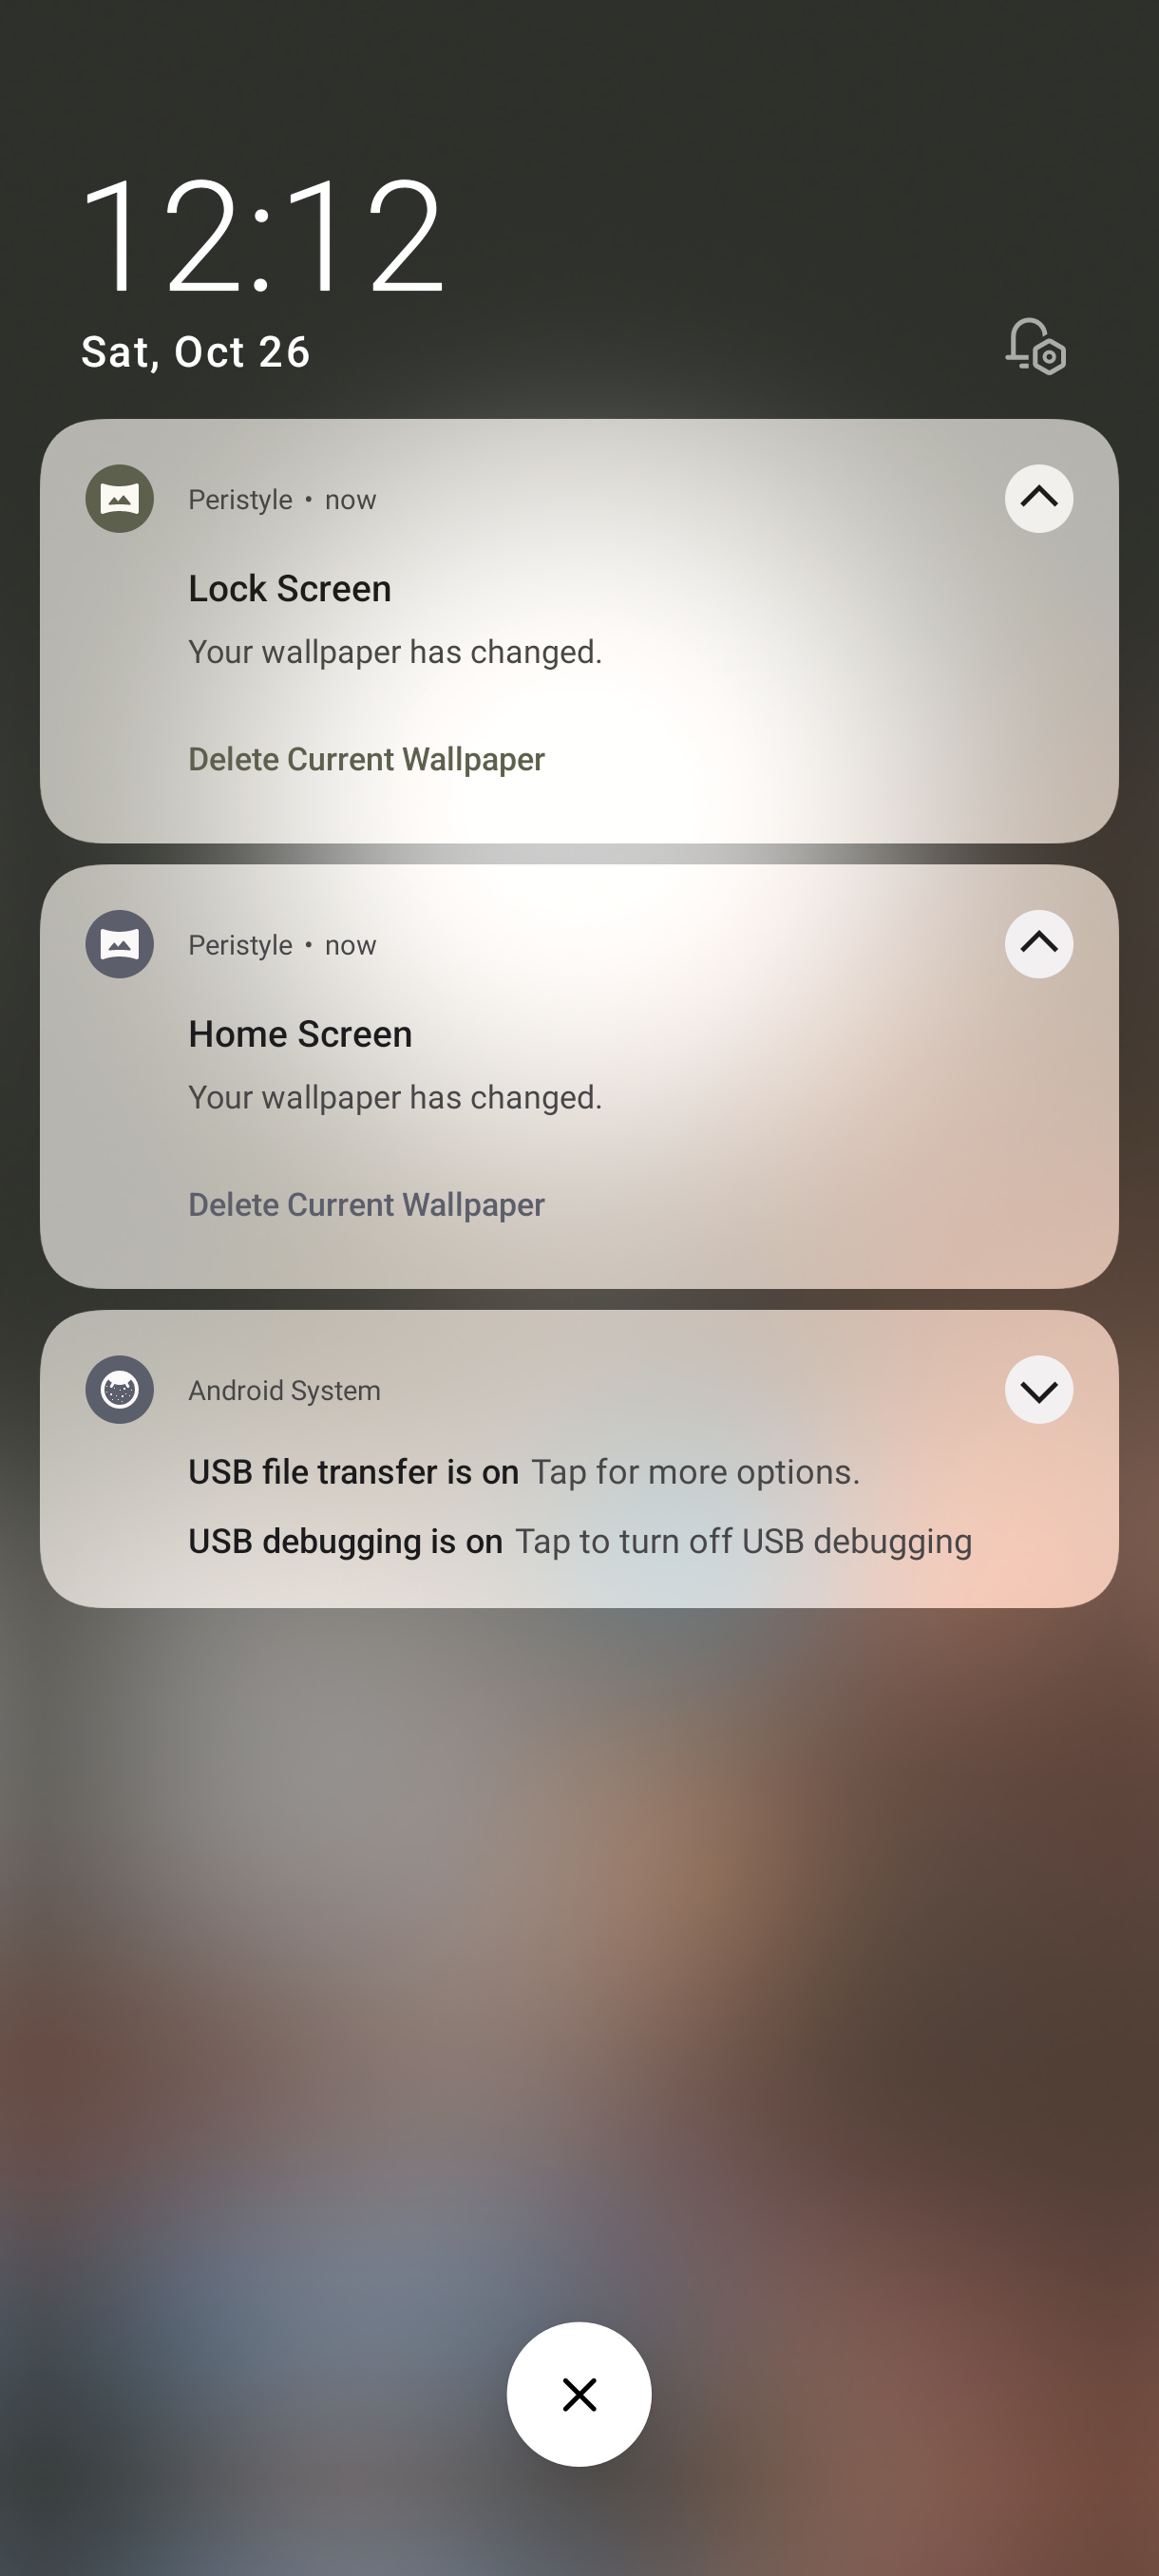 12:12
Sat, Oct 26
Peristyle • now
Lock Screen
Your wallpaper has changed.
Delete Current Wallpaper
Peristyle • now
Home Screen
Your wallpaper has changed.
Delete Current Wallpaper
Android System
USB file transfer is on Tap for more options.
USB debugging is on Tap to turn off USB debugging